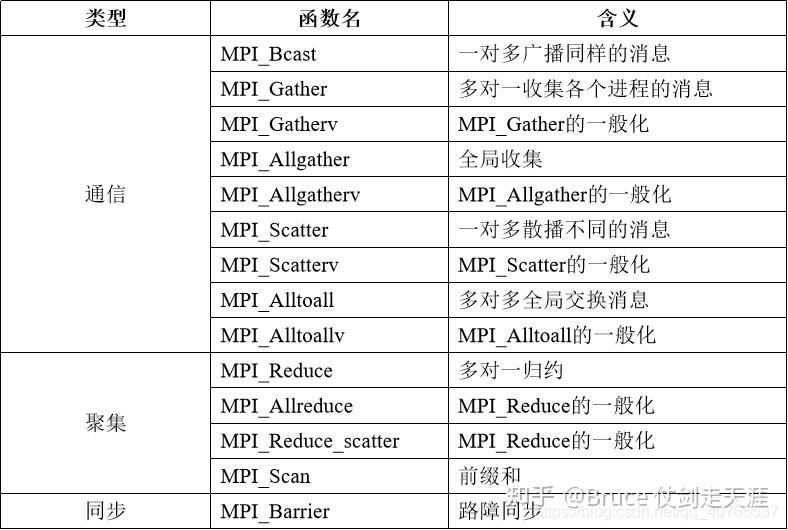 类型 函数名 含义
通信
MPI_Bcast 一对多广播同样的消息
MPI_Gather 多对一收集各个进程的消息
MPI_Gatherv MPI_Gather的一般化
MPI_Allgather 全局收集
MPI_Allgatherv MPI_Allgather的一般化
MPI_Scatter 一对多散播不同的消息
MPI_Scatterv MPI_Scatter的一般化
MPI_Alltoall 多对多全局交换消息
MPI_Alltoallv MPI_Alltoall的一般化
聚集
MPI_Reduce 多对一归约
MPI_Allreduce MPI_Reduce的一般化
MPI_Reduce_scatter MPI_Reduce的一般化
MPI_Scan 前缀和
同步
MPI_Barrier 路障同步
知乎 @Bruce 仗剑走天涯